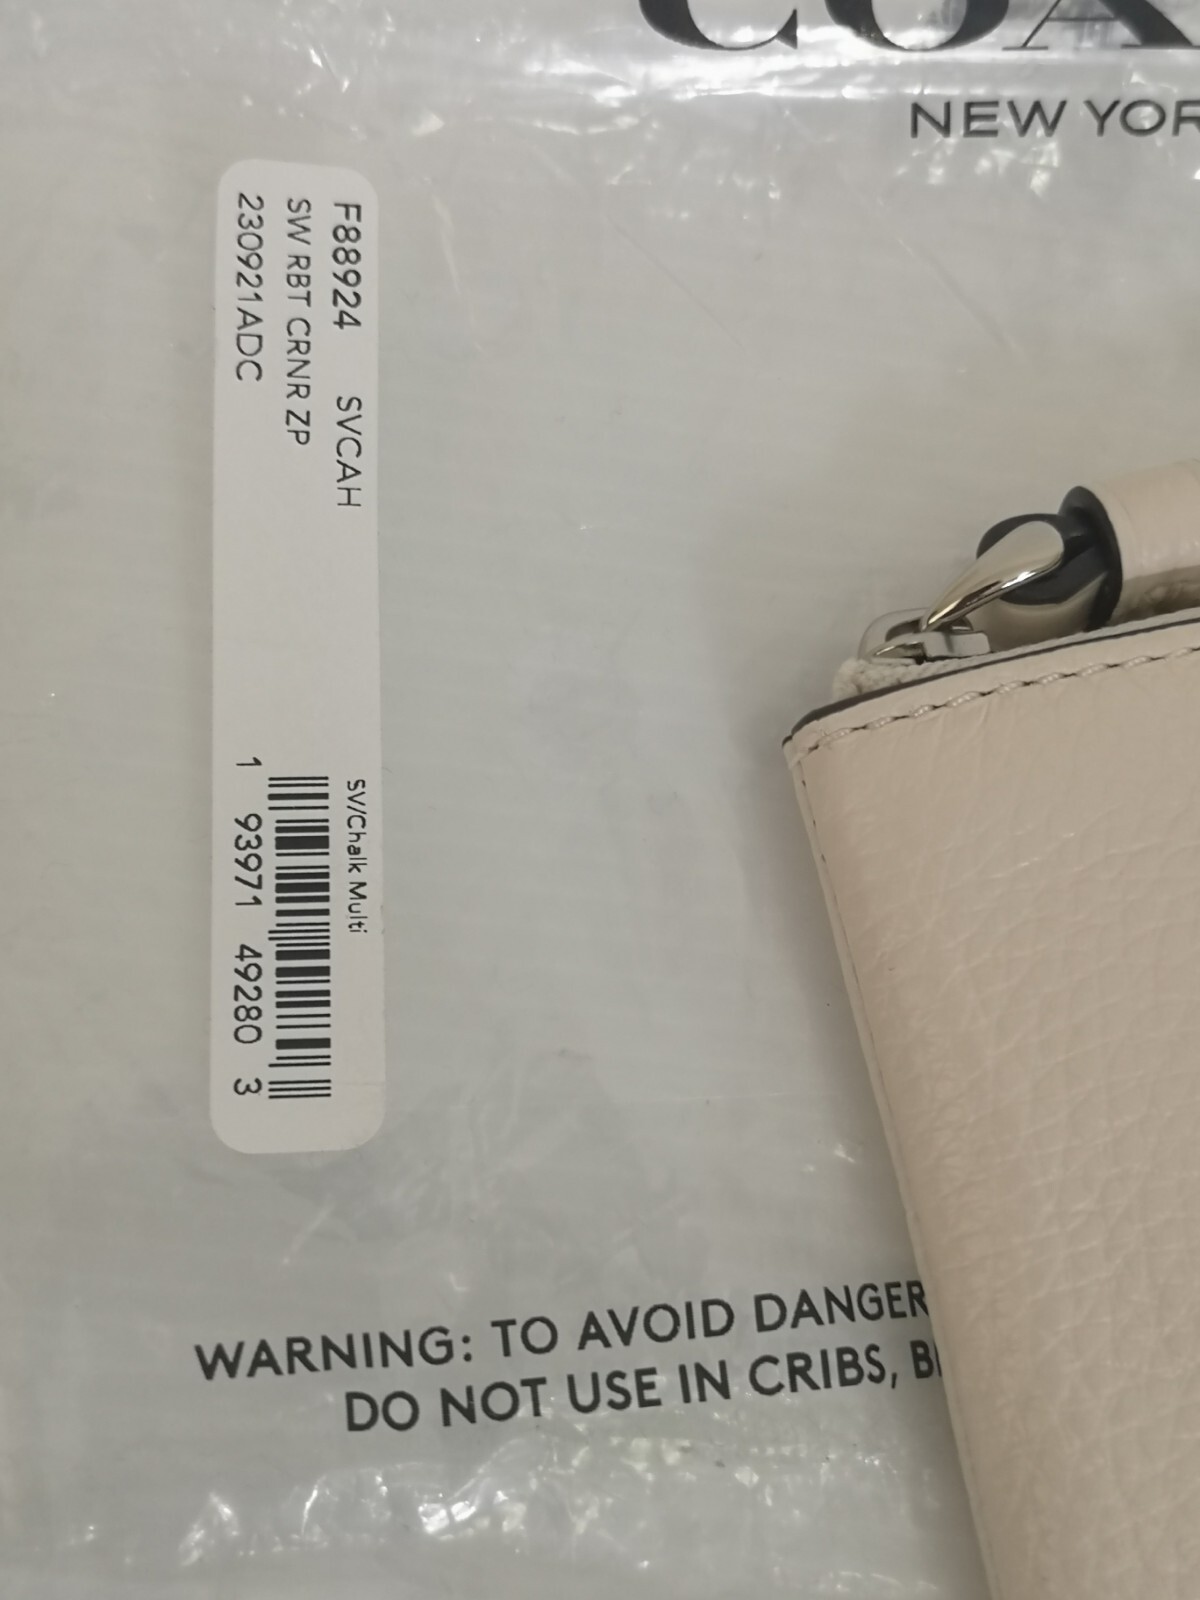 COA
NEW YOR
F88924 SVCAH
SW RBT CRNR ZP
230921ADC
SV/Chalk Multi
1 93971 49280 3
WARNING: TO AVOID DANGER
DO NOT USE IN CRIBS, B